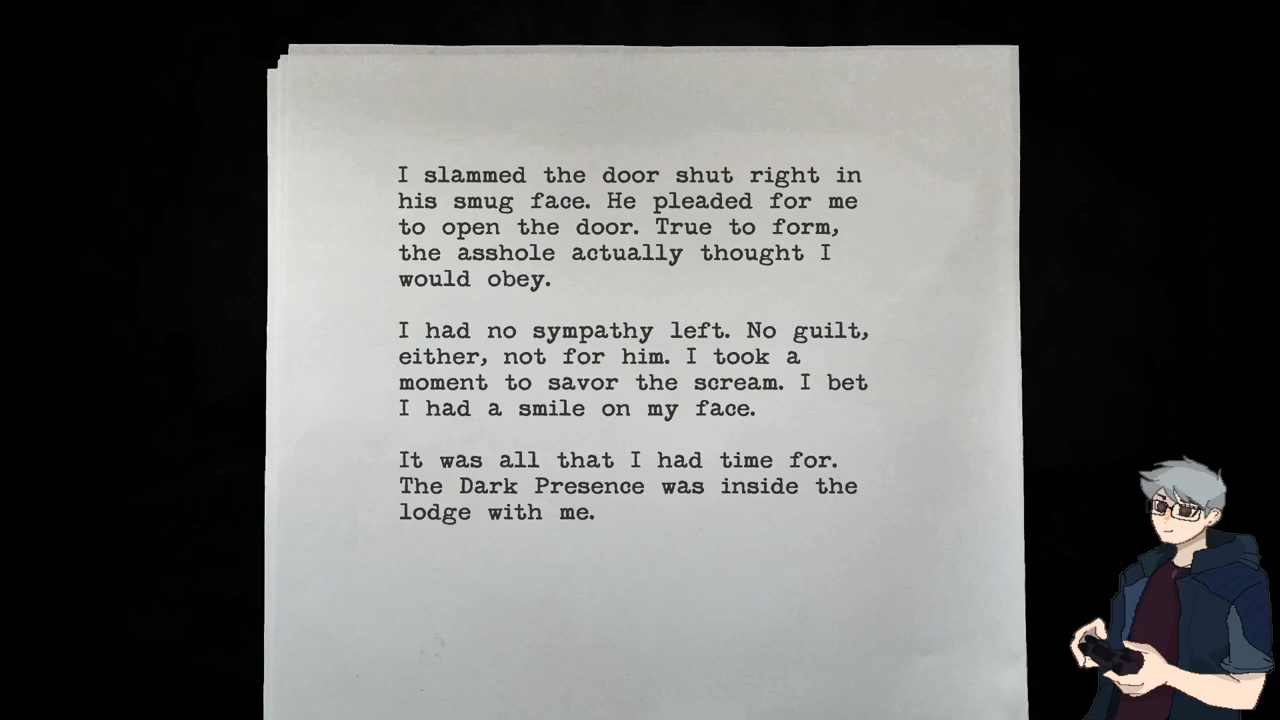 I slammed the door shut right in
his smug face. He pleaded for me
to open the door. True to form,
the asshole actually thought I
would obey.
I had no sympathy left. No guilt,
either, not for him. I took a
moment to savor the scream. I bet
I had a smile on my face.
It was all that I had time for.
The Dark Presence was inside the
lodge with me.